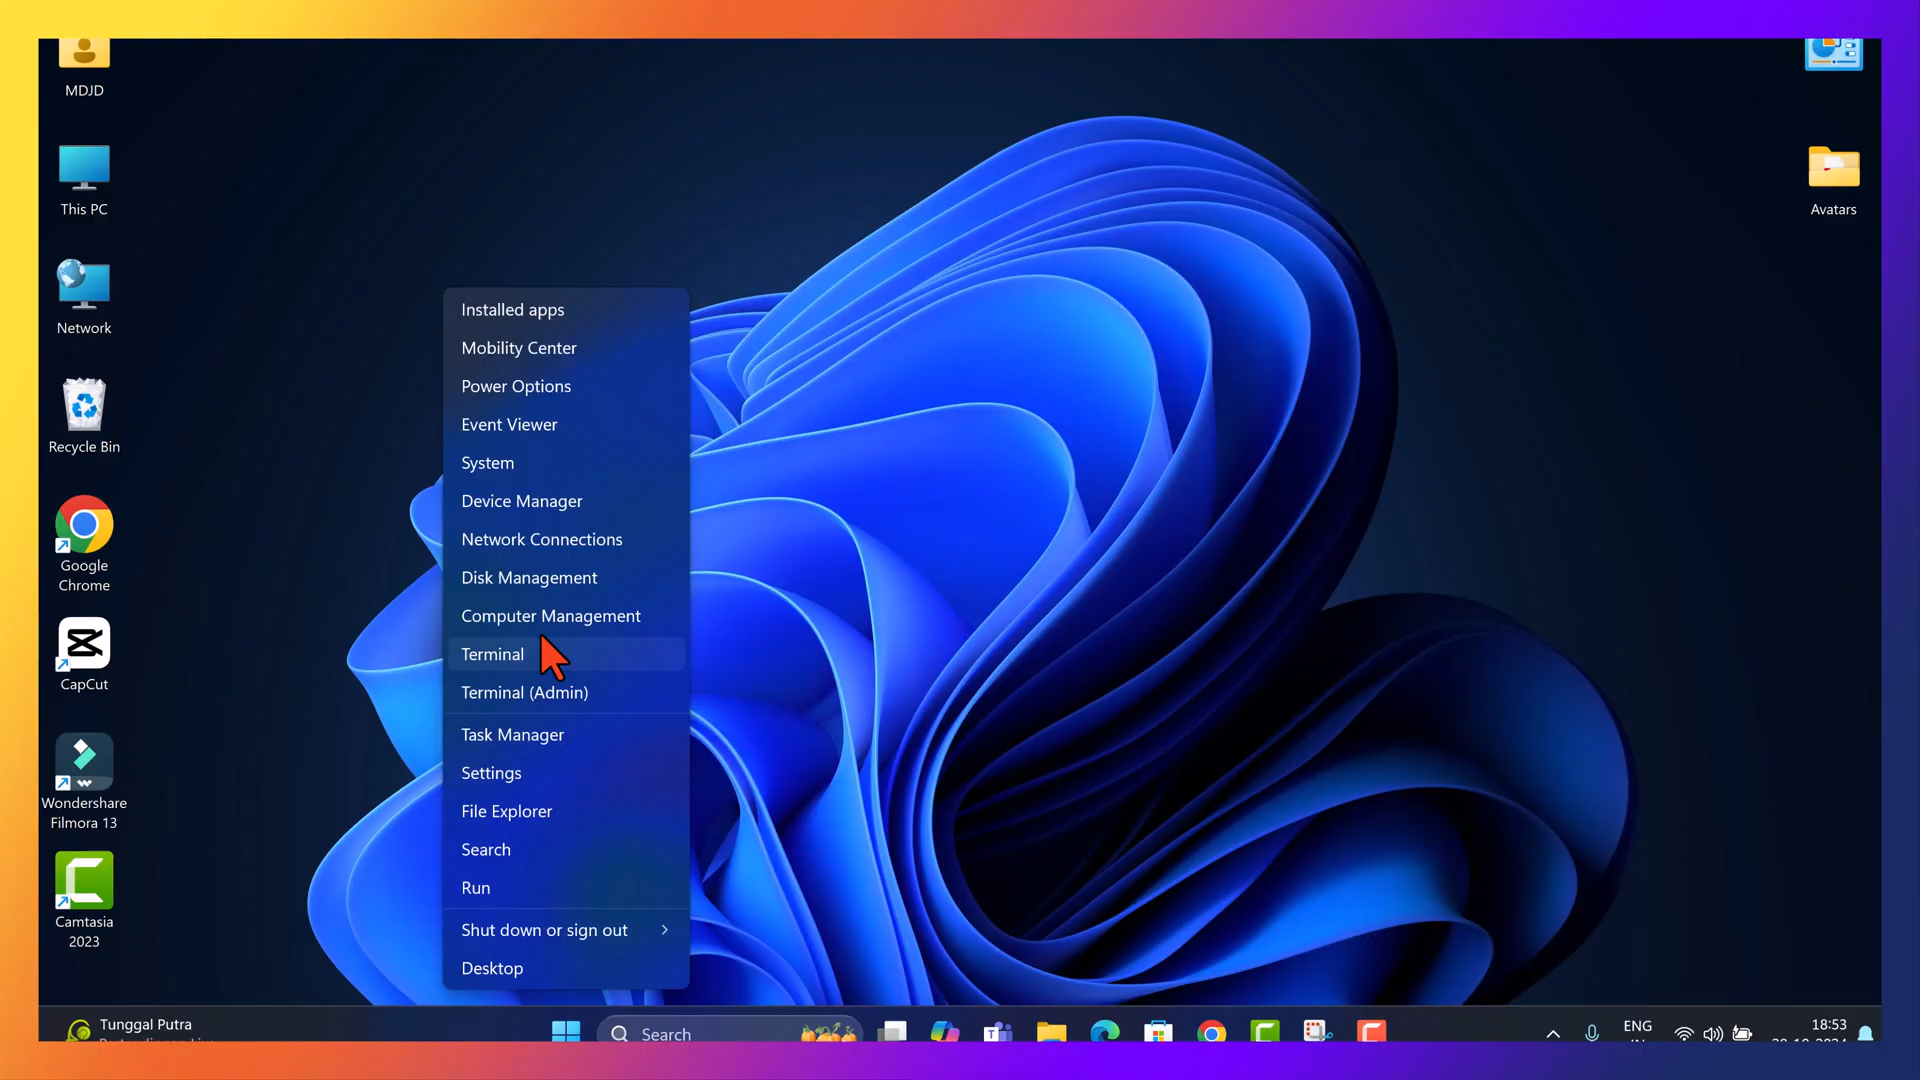 MDJD
This PC
Network
Recycle Bin
Google
Chrome
CapCut
Wondershare
Filmora 13
Camtasia
2023
Avatars
Installed apps
Mobility Center
Power Options
Event Viewer
System
Device Manager
Network Connections
Disk Management
Computer Management
Terminal
Terminal (Admin)
Task Manager
Settings
File Explorer
Search
Run
Shut down or sign out
Desktop
Tunggal Putra
Search
ENG
18:53